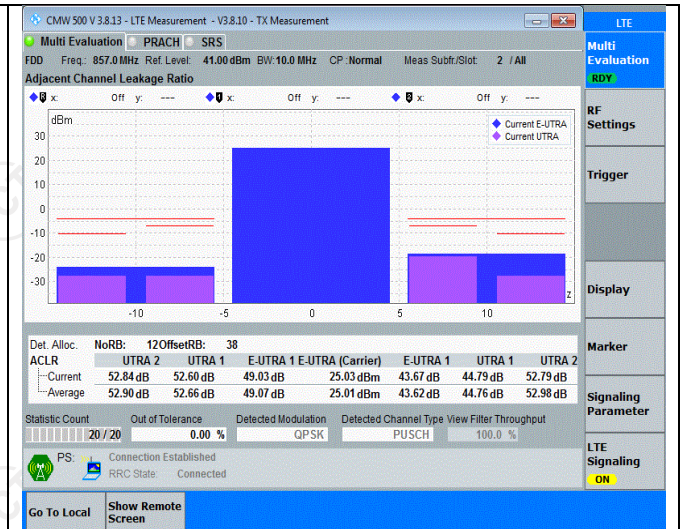 CMW 500 V 3.8.13 - LTE Measurement - V3.8.10 - TX Measurement
LTE
Multi Evaluation PRACH SRS
Multi
Evaluation
RDY
FDD Freq.: 857.0 MHz Ref. Level: 41.00 dBm BW: 10.0 MHz CP : Normal Meas Subfr./Slot: 2 / All
Adjacent Channel Leakage Ratio
x: Off y: --- x: Off y: --- x: Off y: ---
dBm
Current E-UTRA
Current UTRA
30
20
10
0
-10
-20
-30
-10 -5 0 5 10
z
RF
Settings
Trigger
Display
Marker
Signaling
Parameter
LTE
Signaling
ON
Det. Alloc. NoRB: 12OffsetRB: 38
ACLR UTRA 2 UTRA 1 E-UTRA 1 E-UTRA (Carrier) E-UTRA 1 UTRA 1 UTRA 2
Current 52.84 dB 52.60 dB 49.03 dB 25.03 dBm 43.67 dB 44.79 dB 52.79 dB
Average 52.90 dB 52.66 dB 49.07 dB 25.01 dBm 43.62 dB 44.76 dB 52.98 dB
Statistic Count Out of Tolerance Detected Modulation Detected Channel Type View Filter Throughput
20 / 20 0.00 % QPSK PUSCH 100.0 %
PS: Connection Established
RRC State: Connected
Go To Local
Show Remote
Screen